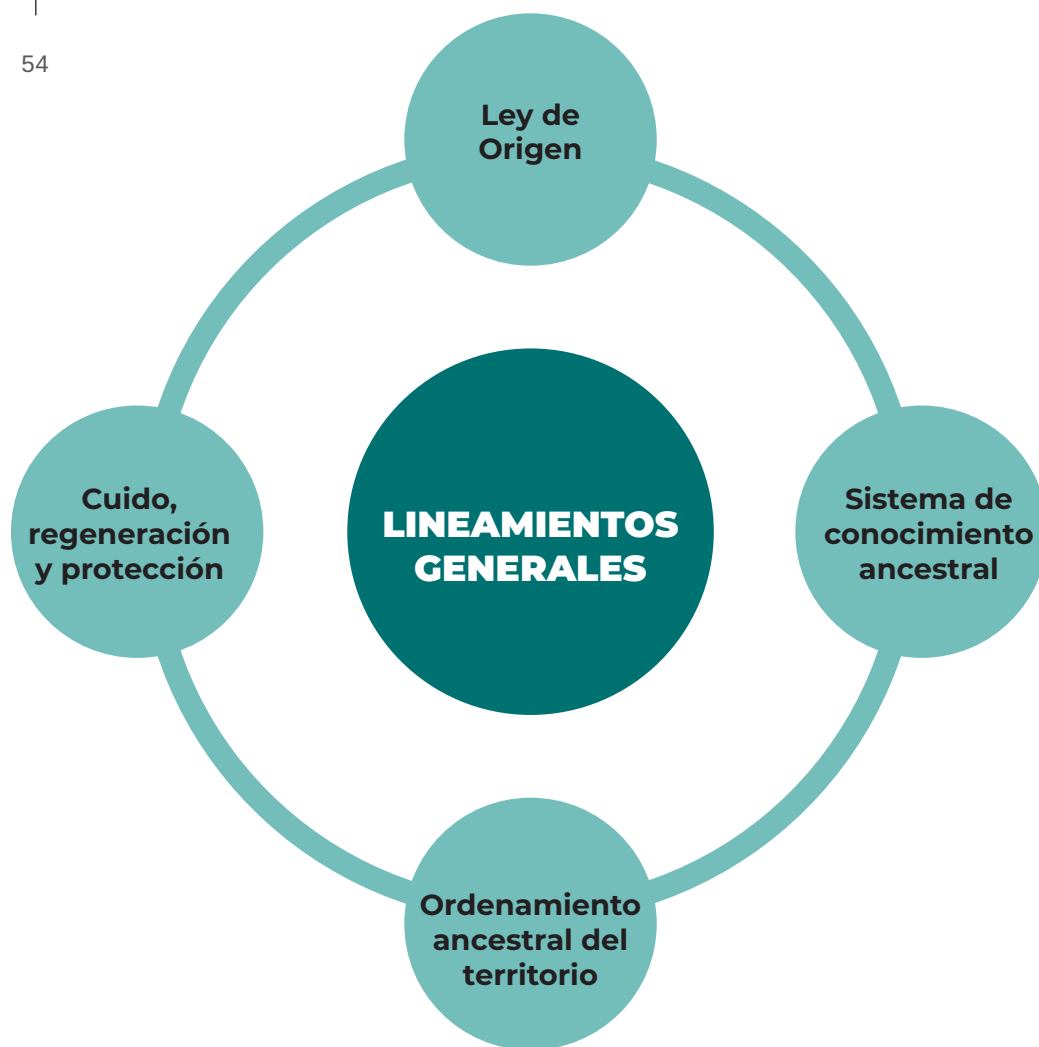 54
Ley de
Origen
Cuido,
regeneración
y protección
LINEAMIENTOS
GENERALES
Sistema de
conocimiento
ancestral
Ordenamiento
ancestral del
territorio